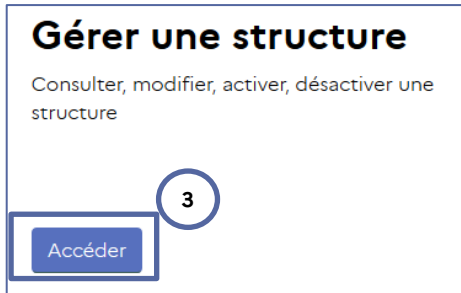 Gérer une structure
Consulter, modifier, activer, désactiver une
structure
3
Accéder